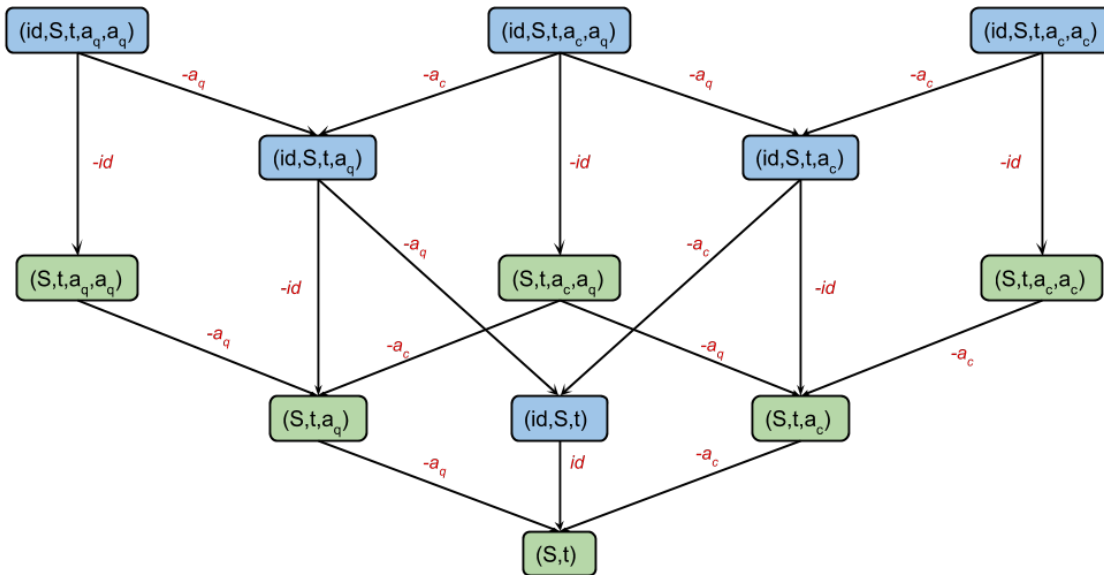 (id,S,t,a_q,a_q)
(id,S,t,a_c,a_q)
(id,S,t,a_c,a_c)
-a_q
-a_c
-a_q
-a_c
(id,S,t,a_q)
(id,S,t,a_c)
-id
-id
-id
-a_q
-a_c
(S,t,a_q,a_q)
(S,t,a_c,a_q)
(S,t,a_c,a_c)
-id
-id
-a_q
-a_c
-a_q
-a_c
(S,t,a_q)
(id,S,t)
(S,t,a_c)
-a_q
id
-a_c
(S,t)